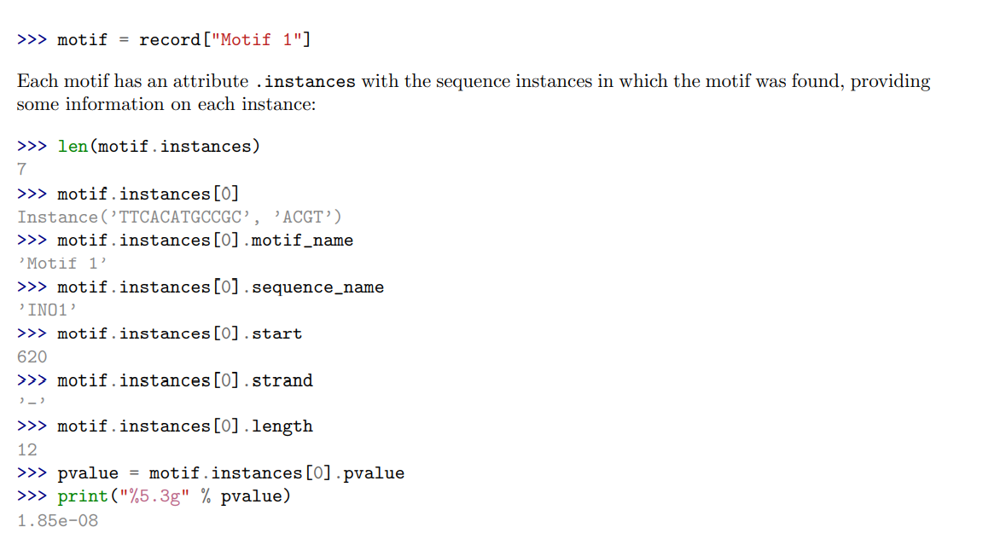 >>> motif = record["Motif 1"]
Each motif has an attribute .instances with the sequence instances in which the motif was found, providing
some information on each instance:
>>> len(motif.instances)
7
>>> motif.instances[0]
Instance('TTCACATGCCGC', 'ACGT')
>>> motif.instances[0].motif_name
'Motif 1'
>>> motif.instances[0].sequence_name
'INO1'
>>> motif.instances[0].start
620
>>> motif.instances[0].strand
'-'
>>> motif.instances[0].length
12
>>> pvalue = motif.instances[0].pvalue
>>> print("%5.3g" % pvalue)
1.85e-08